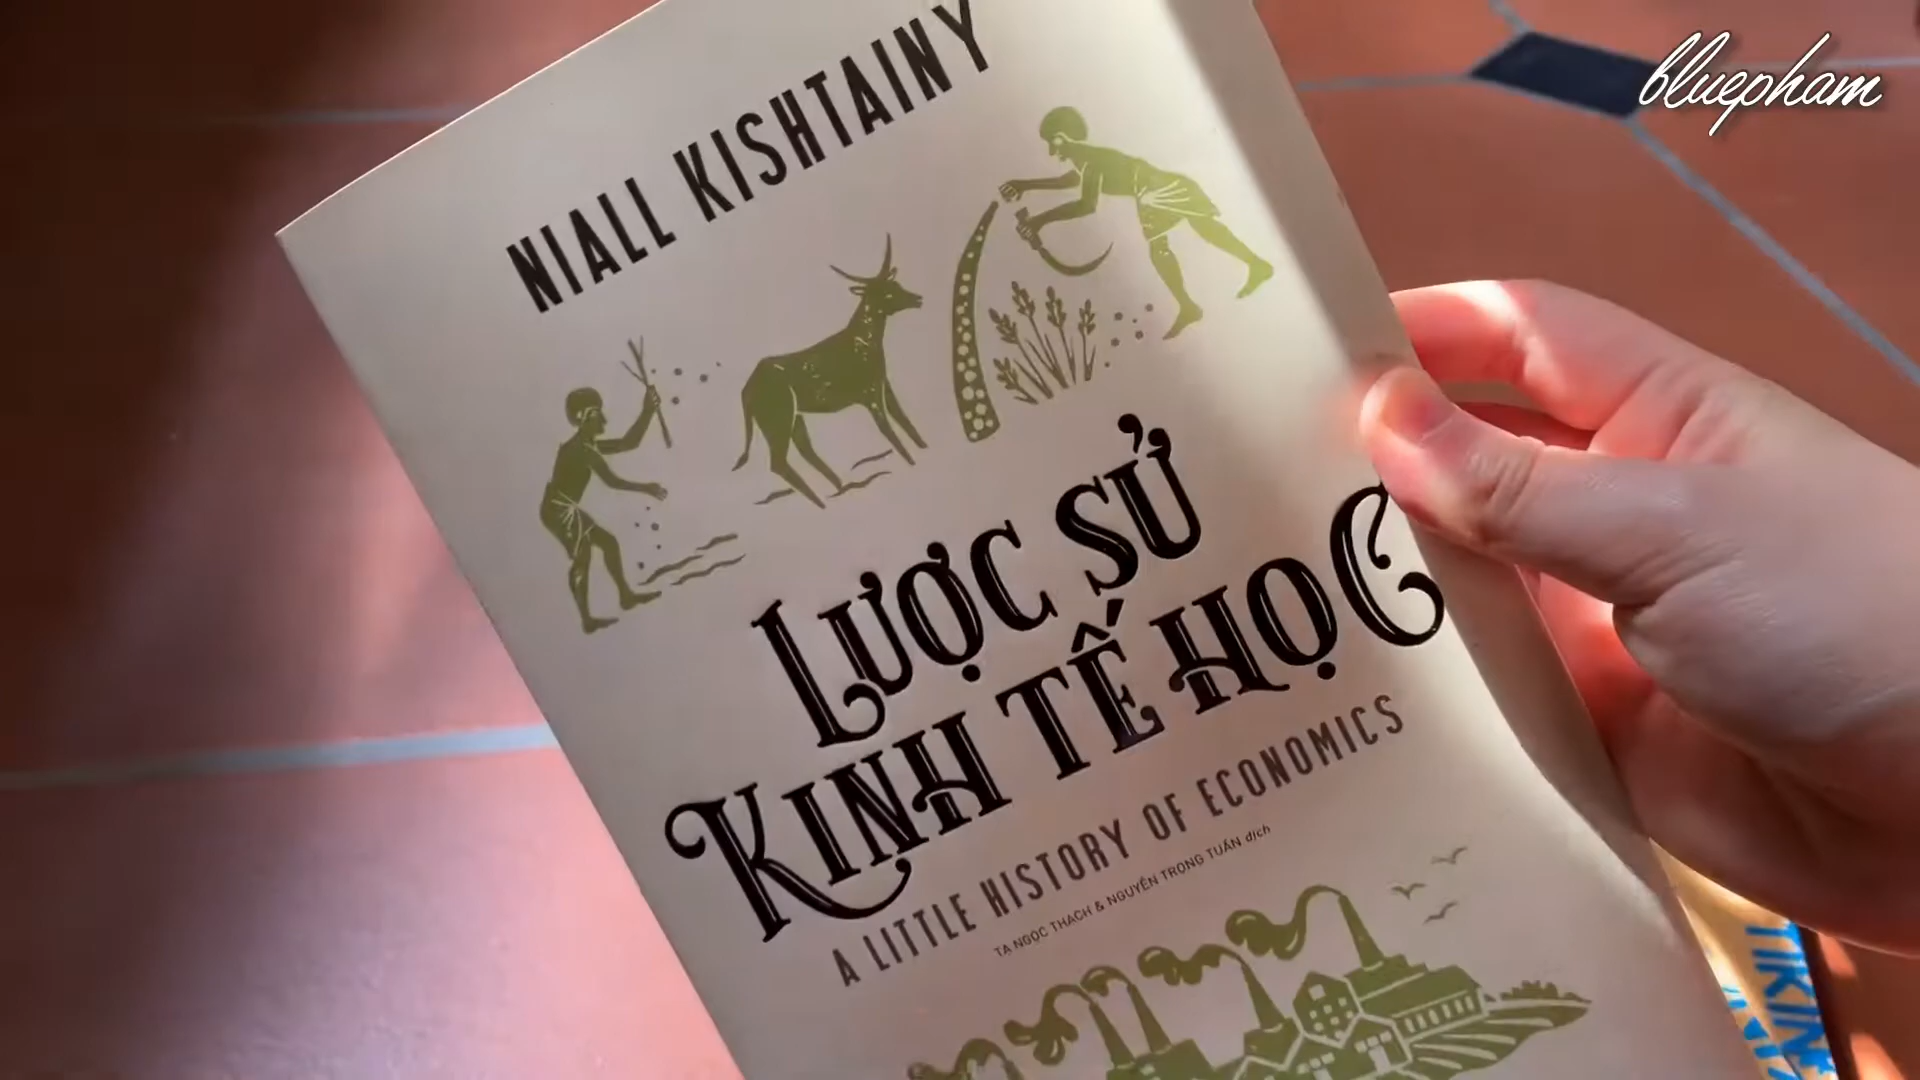 bluepham
NIALL KISHTAINY
LƯỢC SỬ
KINH TẾ HỌC
A LITTLE HISTORY OF ECONOMICS
TẠ NGỌC THẠCH & NGUYỄN TRỌNG TUẤN dịch